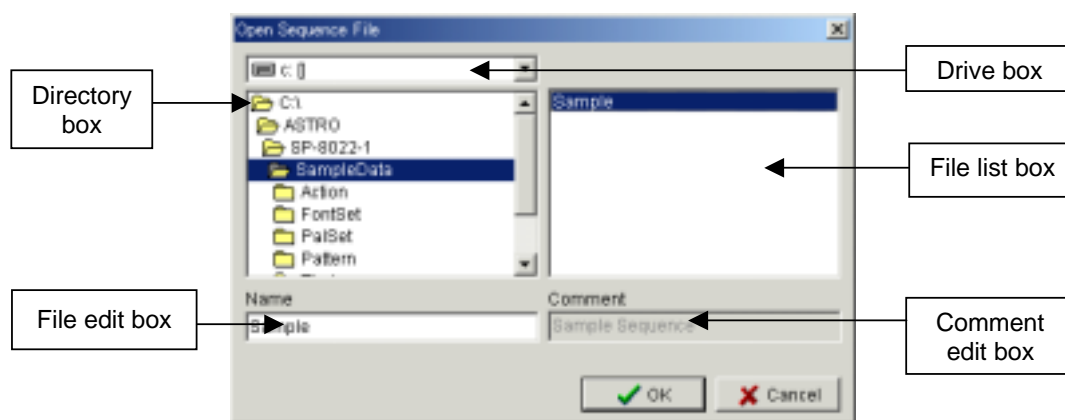 Open Sequence File
c: []
Drive box
Directory
box
C:\
ASTRO
SP-8022-1
SampleData
Action
FontSet
PalSet
Pattern
Sample
File list box
Name
Comment
File edit box
Sample
Sample Sequence
Comment
edit box
OK
Cancel